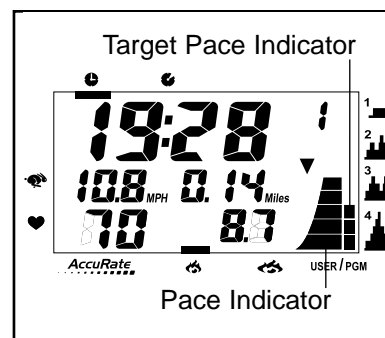 Target Pace Indicator
19:28 1
1
2
10.8 MPH 0.14 Miles
3
70 8.7
4
AccuRate USER / PGM
Pace Indicator